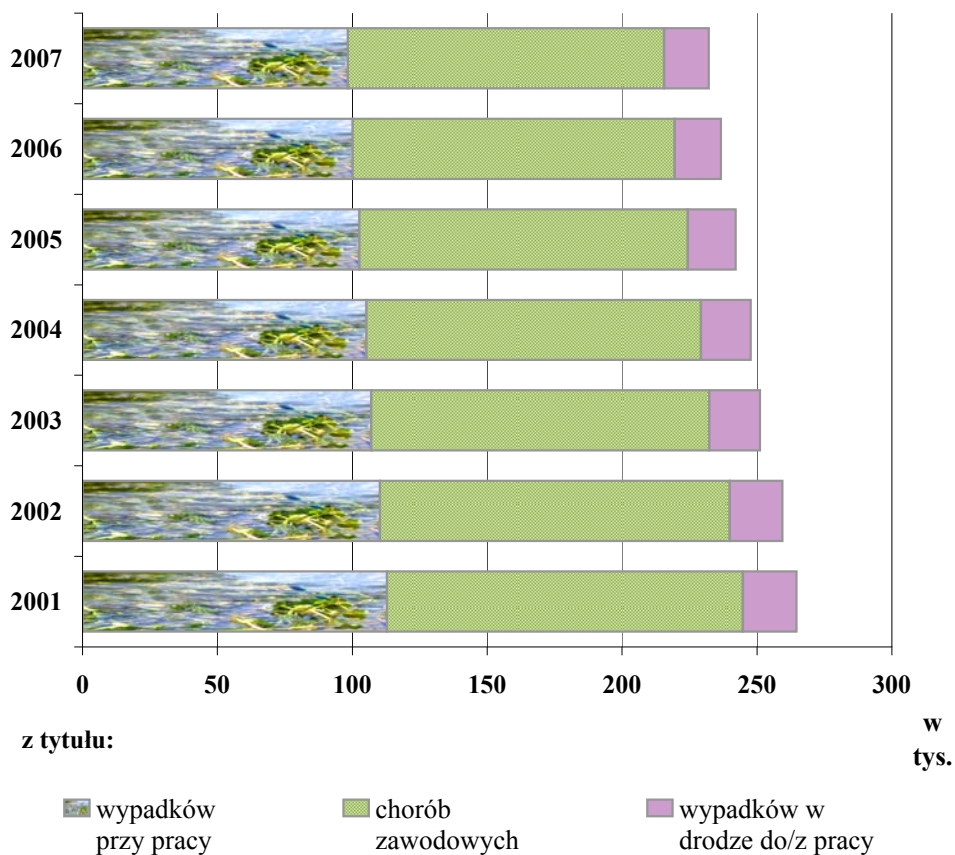 2007
2006
2005
2004
2003
2002
2001
0 50 100 150 200 250 300
w
tys.
z tytułu:
wypadków
przy pracy
chorób
zawodowych
wypadków w
drodze do/z pracy